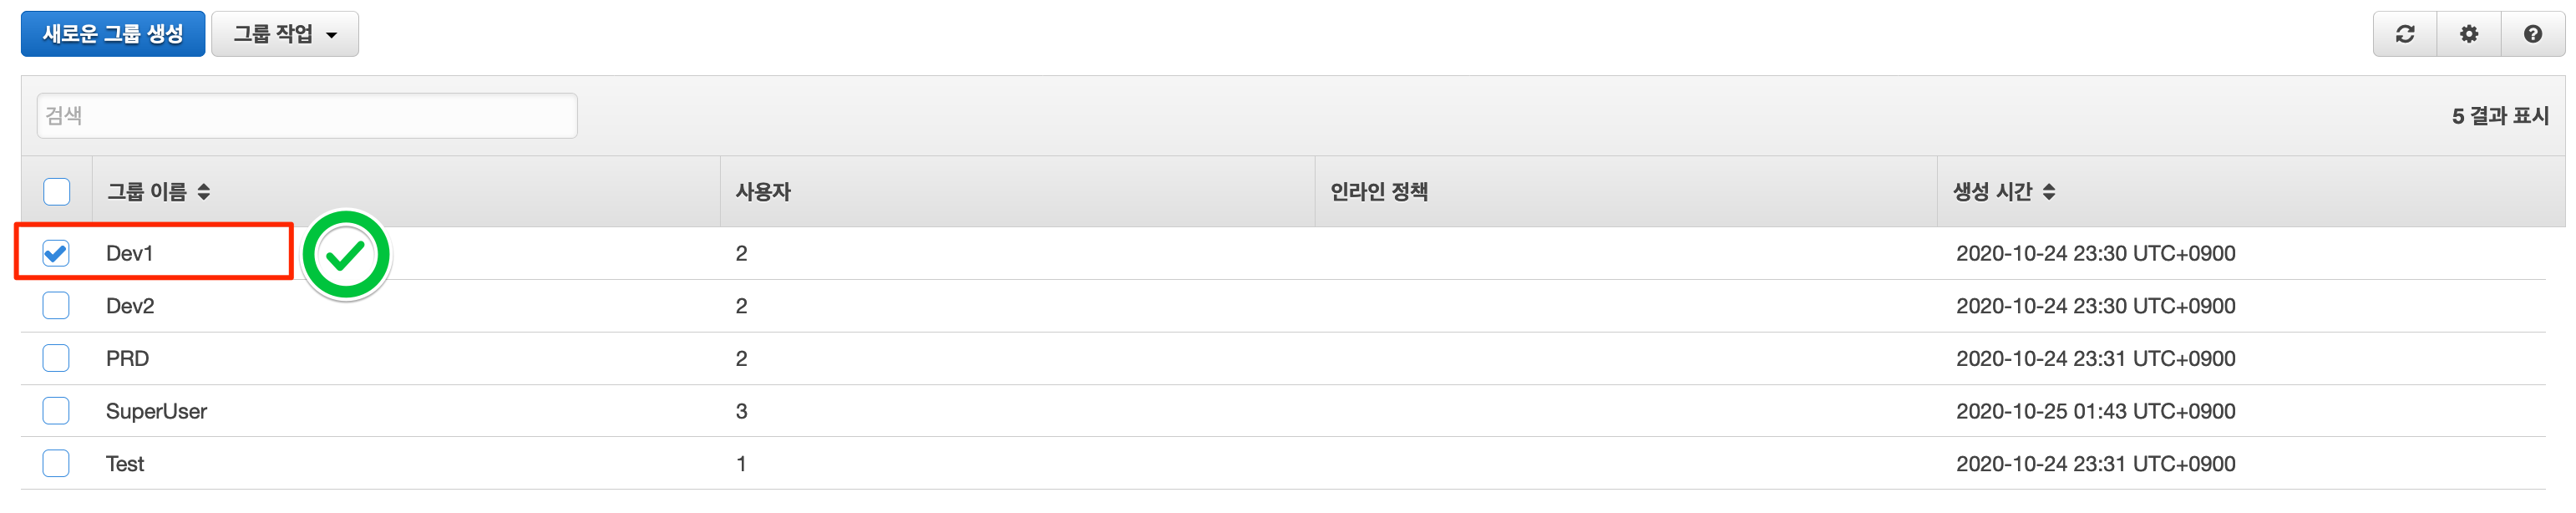 새로운 그룹 생성 그룹 작업
검색 5 결과 표시
그룹 이름 사용자 인라인 정책 생성 시간
Dev1 2 2020-10-24 23:30 UTC+0900
Dev2 2 2020-10-24 23:30 UTC+0900
PRD 2 2020-10-24 23:31 UTC+0900
SuperUser 3 2020-10-25 01:43 UTC+0900
Test 1 2020-10-24 23:31 UTC+0900